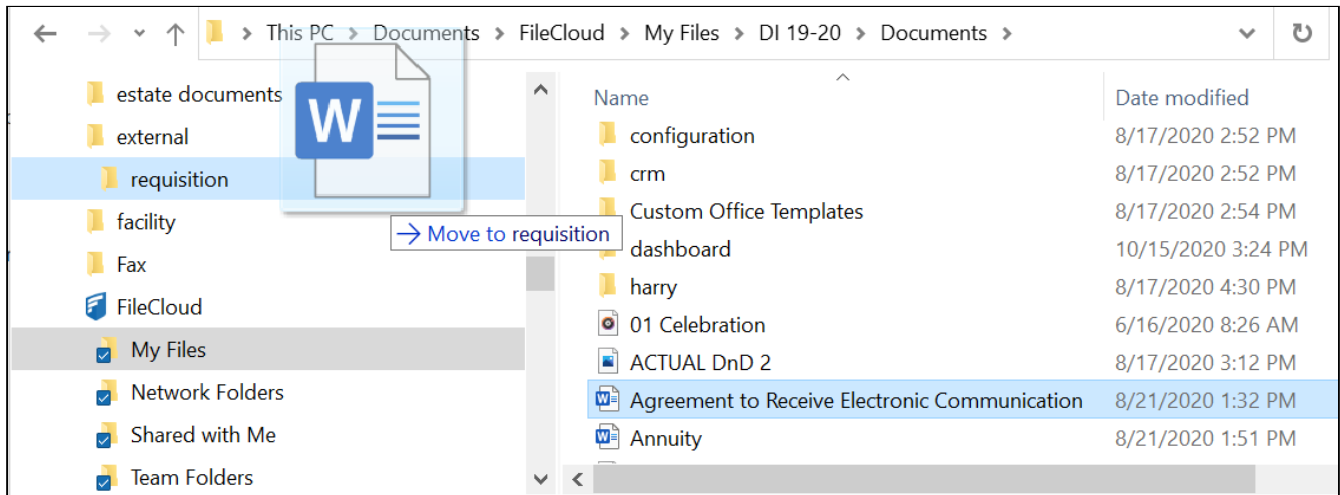 This PC > Documents > FileCloud > My Files > DI 19-20 > Documents >
estate documents
external
requisition
facility
Fax
FileCloud
My Files
Network Folders
Shared with Me
Team Folders
W
→ Move to requisition
Name Date modified
configuration 8/17/2020 2:52 PM
crm 8/17/2020 2:52 PM
Custom Office Templates 8/17/2020 2:54 PM
dashboard 10/15/2020 3:24 PM
harry 8/17/2020 4:30 PM
01 Celebration 6/16/2020 8:26 AM
ACTUAL DnD 2 8/17/2020 3:12 PM
Agreement to Receive Electronic Communication 8/21/2020 1:32 PM
Annuity 8/21/2020 1:51 PM